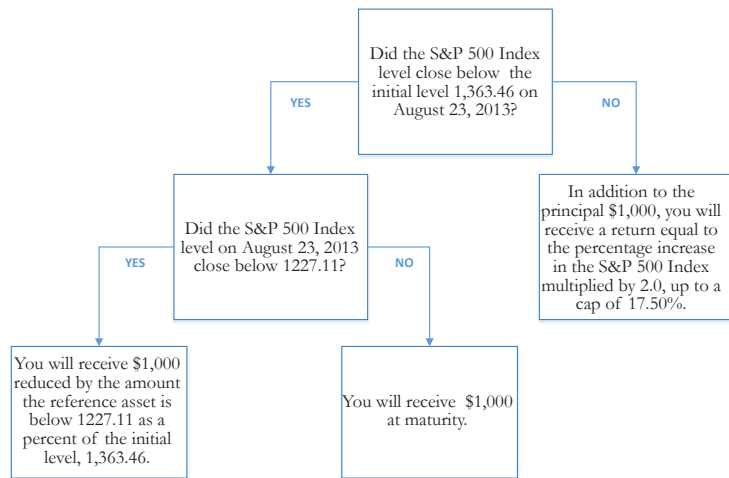 Did the S&P 500 Index
level close below the
initial level 1,363.46 on
August 23, 2013?
YES
NO
Did the S&P 500 Index
level on August 23, 2013
close below 1227.11?
In addition to the
principal $1,000, you will
receive a return equal to
the percentage increase
in the S&P 500 Index
multiplied by 2.0, up to a
cap of 17.50%.
YES
NO
You will receive $1,000
reduced by the amount
the reference asset is
below 1227.11 as a
percent of the initial
level, 1,363.46.
You will receive $1,000
at maturity.